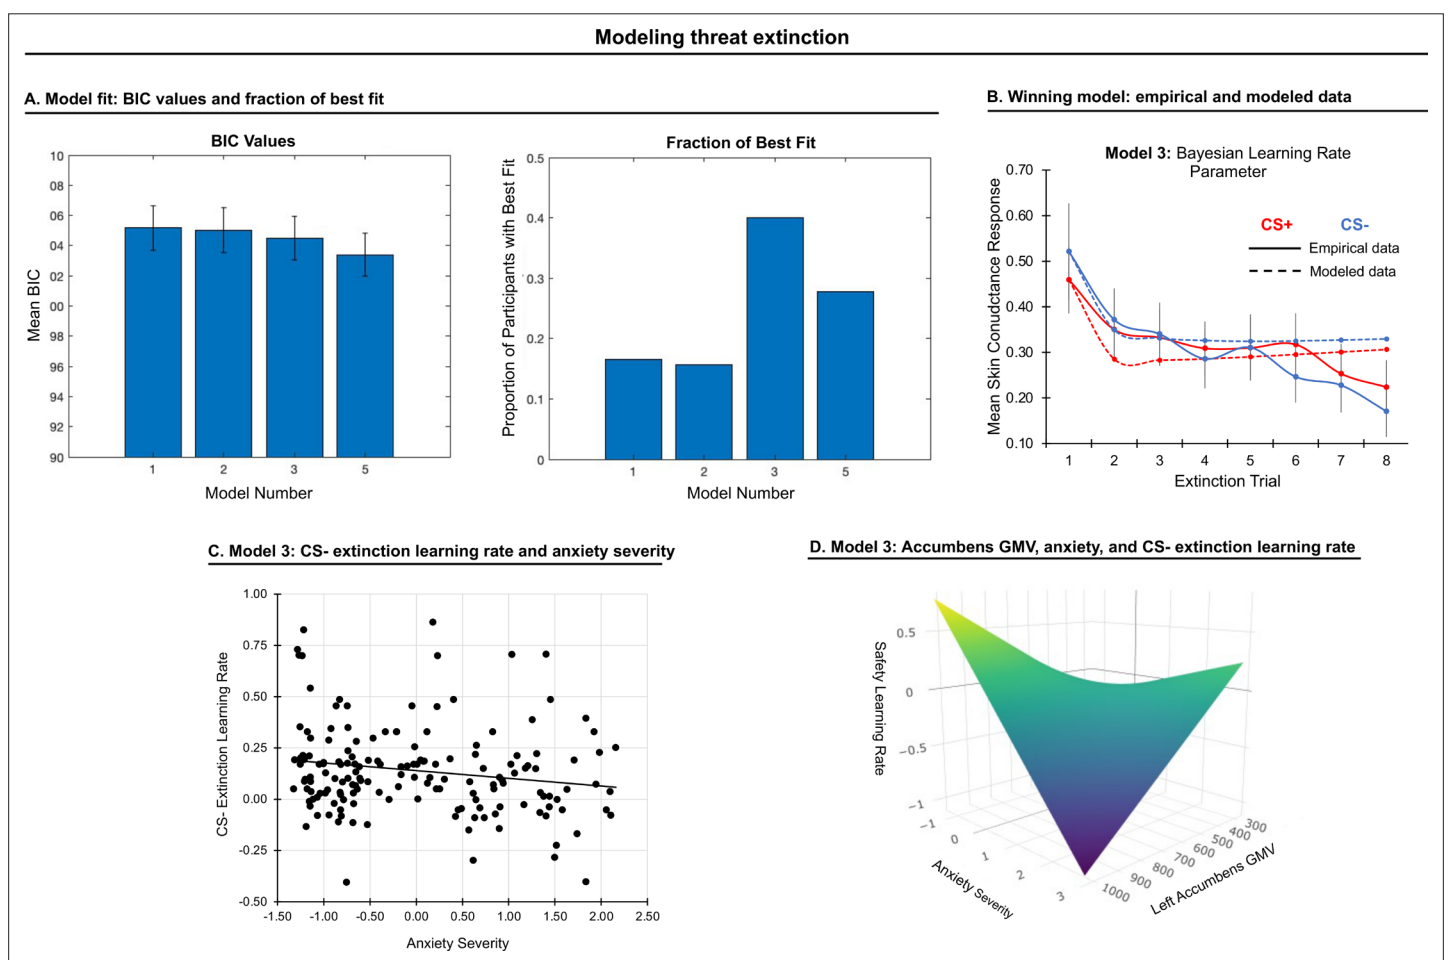 Modeling threat extinction
A. Model fit: BIC values and fraction of best fit
BIC Values
10
08
06
04
02
00
98
96
94
92
90
Mean BIC
1 2 3 5
Model Number
Fraction of Best Fit
0.5
0.4
0.3
0.2
0.1
0
Proportion of Participants with Best Fit
1 2 3 5
Model Number
B. Winning model: empirical and modeled data
Model 3: Bayesian Learning Rate
Parameter
CS+ CS-
Empirical data
Modeled data
0.70
0.60
0.50
0.40
0.30
0.20
0.10
Mean Skin Conudctance Response
1 2 3 4 5 6 7 8
Extinction Trial
C. Model 3: CS- extinction learning rate and anxiety severity
1.00
0.75
0.50
0.25
0.00
-0.25
-0.50
CS- Extinction Learning Rate
-1.50 -1.00 -0.50 0.00 0.50 1.00 1.50 2.00 2.50
Anxiety Severity
D. Model 3: Accumbens GMV, anxiety, and CS- extinction learning rate
0.5
0
−0.5
−1
Safety Learning Rate
−1
0
1
2
3
Anxiety Severity
300
400
500
600
700
800
900
1000
Left Accumbens GMV